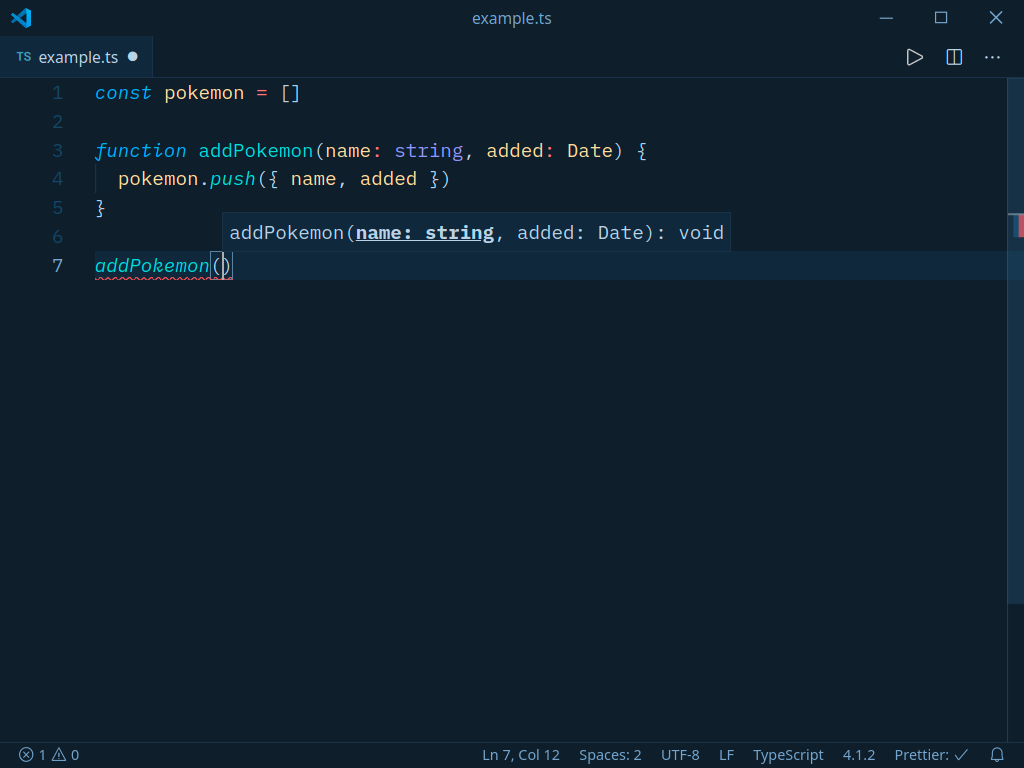 example.ts
TS example.ts
1 const pokemon = []
2
3 function addPokemon(name: string, added: Date) {
4 pokemon.push({ name, added })
5 }
6
addPokemon(name: string, added: Date): void
7 addPokemon()
1 0 Ln 7, Col 12 Spaces: 2 UTF-8 LF TypeScript 4.1.2 Prettier: ✓